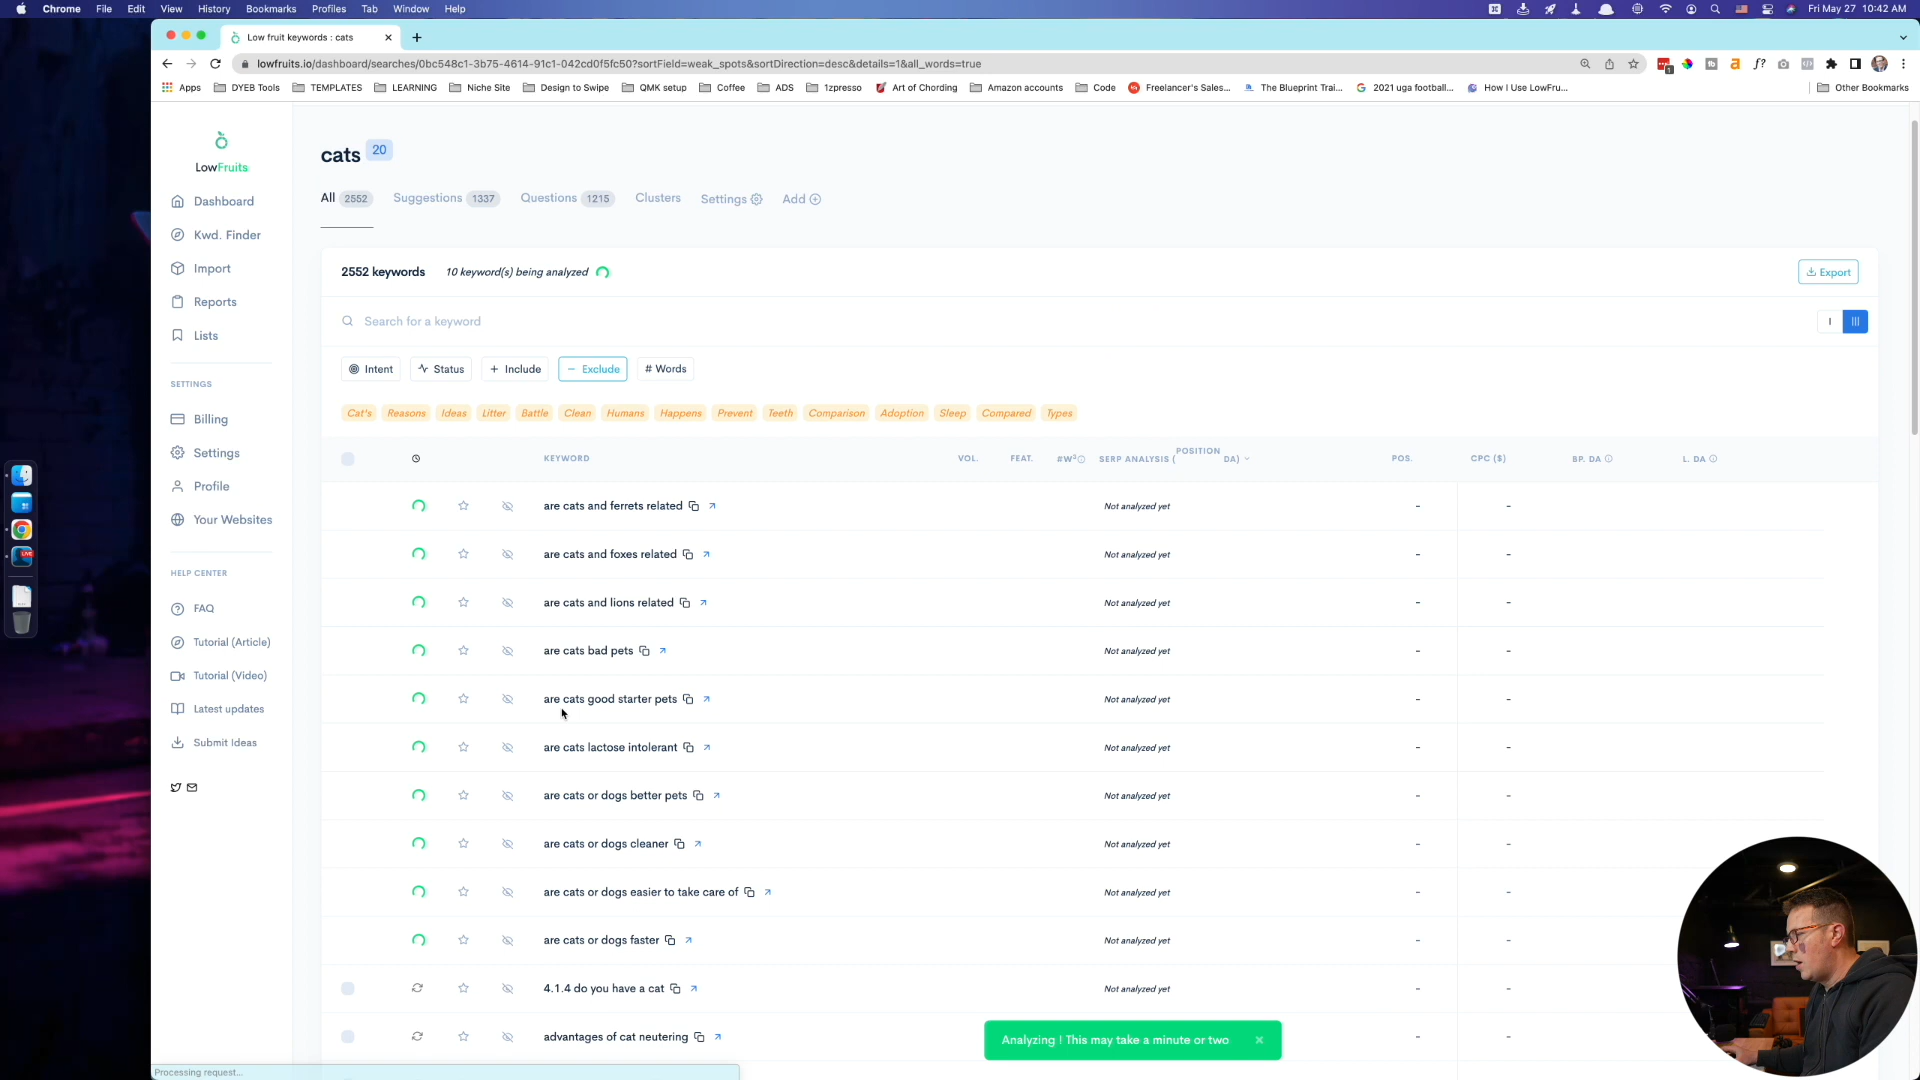 Chrome File Edit View History Bookmarks Profiles Tab Window Help
Fri May 27 10:42 AM
Low fruit keywords : cats
lowfruits.io/dashboard/searches/0bc548c1-3b75-4614-91c1-042cd0f5fc50?sortField=weak_spots&sortDirection=desc&details=1&all_words=true
Apps DYEB Tools TEMPLATES LEARNING Niche Site Design to Swipe QMK setup Coffee ADS 1zpresso Art of Chording Amazon accounts Code Freelancer's Sales... The Blueprint Trai... 2021 uga football... How I Use LowFru... Other Bookmarks
LowFruits
Dashboard
Kwd. Finder
Import
Reports
Lists
SETTINGS
Billing
Settings
Profile
Your Websites
HELP CENTER
FAQ
Tutorial (Article)
Tutorial (Video)
Latest updates
Submit Ideas
cats 20
All 2552 Suggestions 1337 Questions 1215 Clusters Settings Add
2552 keywords 10 keyword(s) being analyzed Export
Search for a keyword
Intent Status + Include − Exclude # Words
Cat's Reasons Ideas Litter Battle Clean Humans Happens Prevent Teeth Comparison Adoption Sleep Compared Types
KEYWORD VOL. FEAT. #W3 SERP ANALYSIS (POSITION DA) POS. CPC ($) BP. DA L. DA
are cats and ferrets related Not analyzed yet - -
are cats and foxes related Not analyzed yet - -
are cats and lions related Not analyzed yet - -
are cats bad pets Not analyzed yet - -
are cats good starter pets Not analyzed yet - -
are cats lactose intolerant Not analyzed yet - -
are cats or dogs better pets Not analyzed yet - -
are cats or dogs cleaner Not analyzed yet - -
are cats or dogs easier to take care of Not analyzed yet - -
are cats or dogs faster Not analyzed yet - -
4.1.4 do you have a cat Not analyzed yet - -
advantages of cat neutering Not analyzed yet - -
Analyzing ! This may take a minute or two ×
Processing request...
LIVE